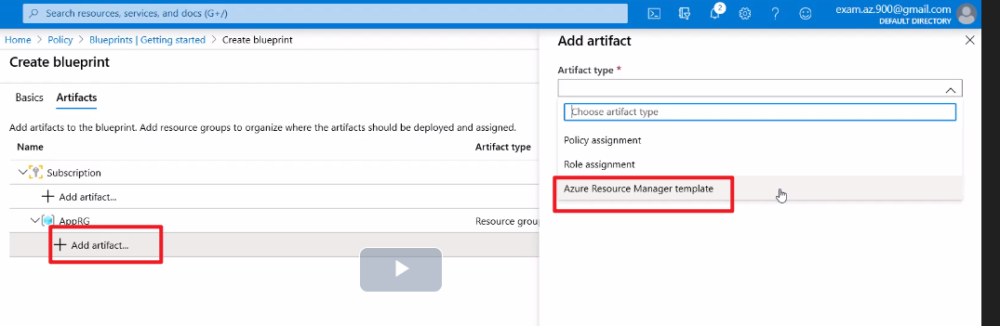 Search resources, services, and docs (G+/)
2
exam.az.900@gmail.com
DEFAULT DIRECTORY
Home > Policy > Blueprints | Getting started > Create blueprint
Create blueprint
Basics Artifacts
Add artifacts to the blueprint. Add resource groups to organize where the artifacts should be deployed and assigned.
Name Artifact type
Subscription
+ Add artifact...
AppRG Resource group
+ Add artifact...
Add artifact
Artifact type *
Choose artifact type
Policy assignment
Role assignment
Azure Resource Manager template